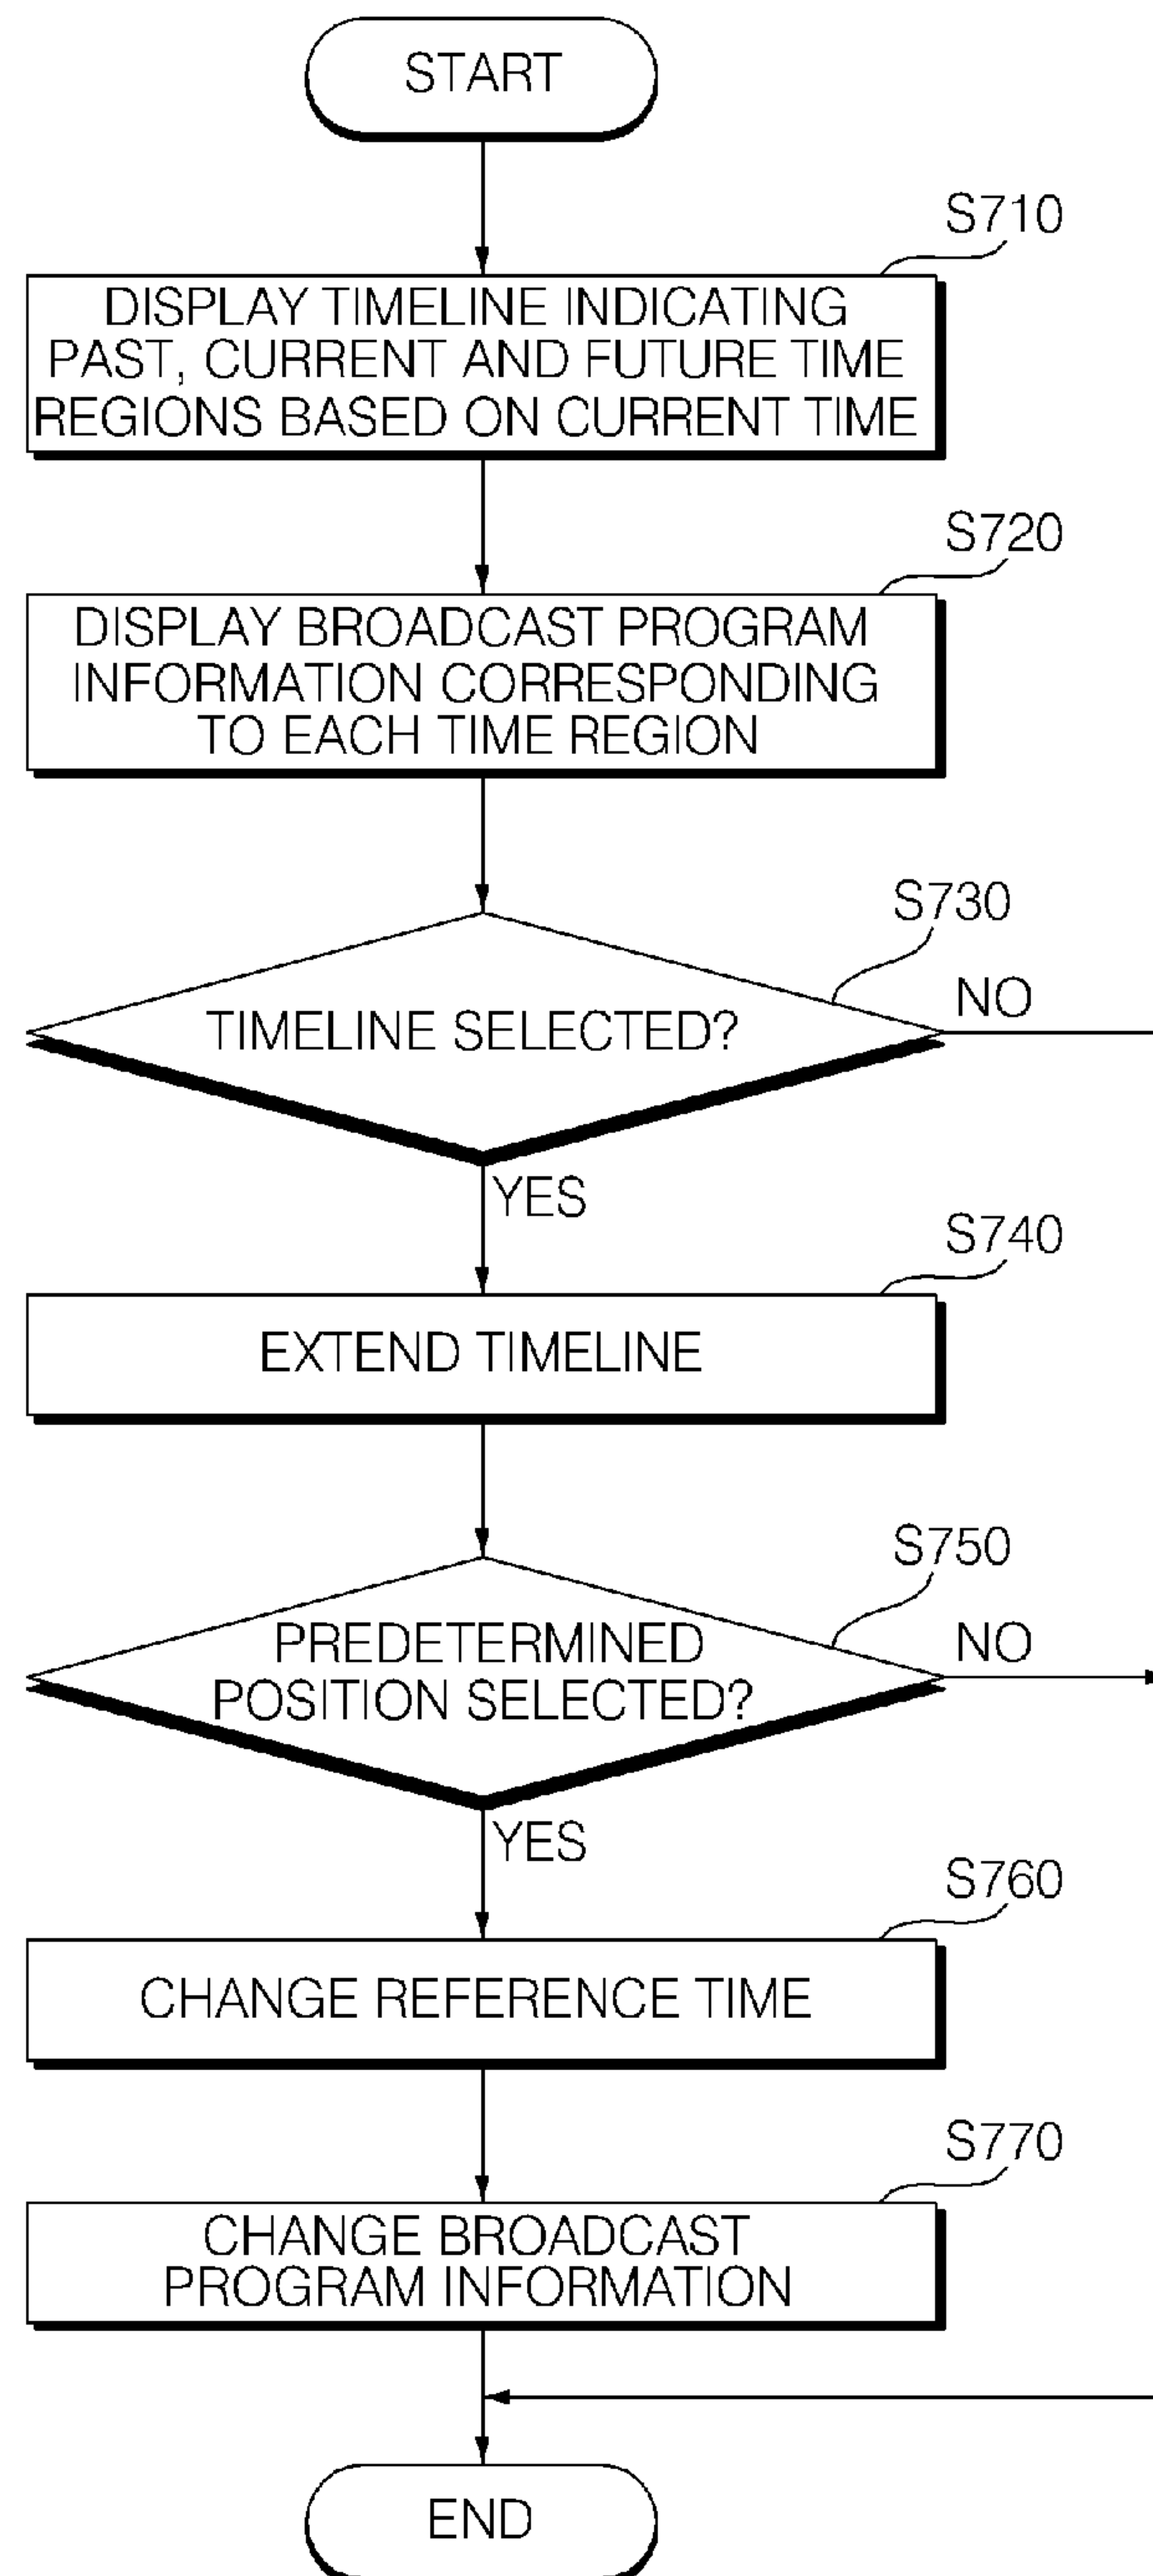 START
S710
DISPLAY TIMELINE INDICATING
PAST, CURRENT AND FUTURE TIME
REGIONS BASED ON CURRENT TIME
S720
DISPLAY BROADCAST PROGRAM
INFORMATION CORRESPONDING
TO EACH TIME REGION
S730
TIMELINE SELECTED?
NO
YES
S740
EXTEND TIMELINE
S750
PREDETERMINED
POSITION SELECTED?
NO
YES
S760
CHANGE REFERENCE TIME
S770
CHANGE BROADCAST
PROGRAM INFORMATION
END